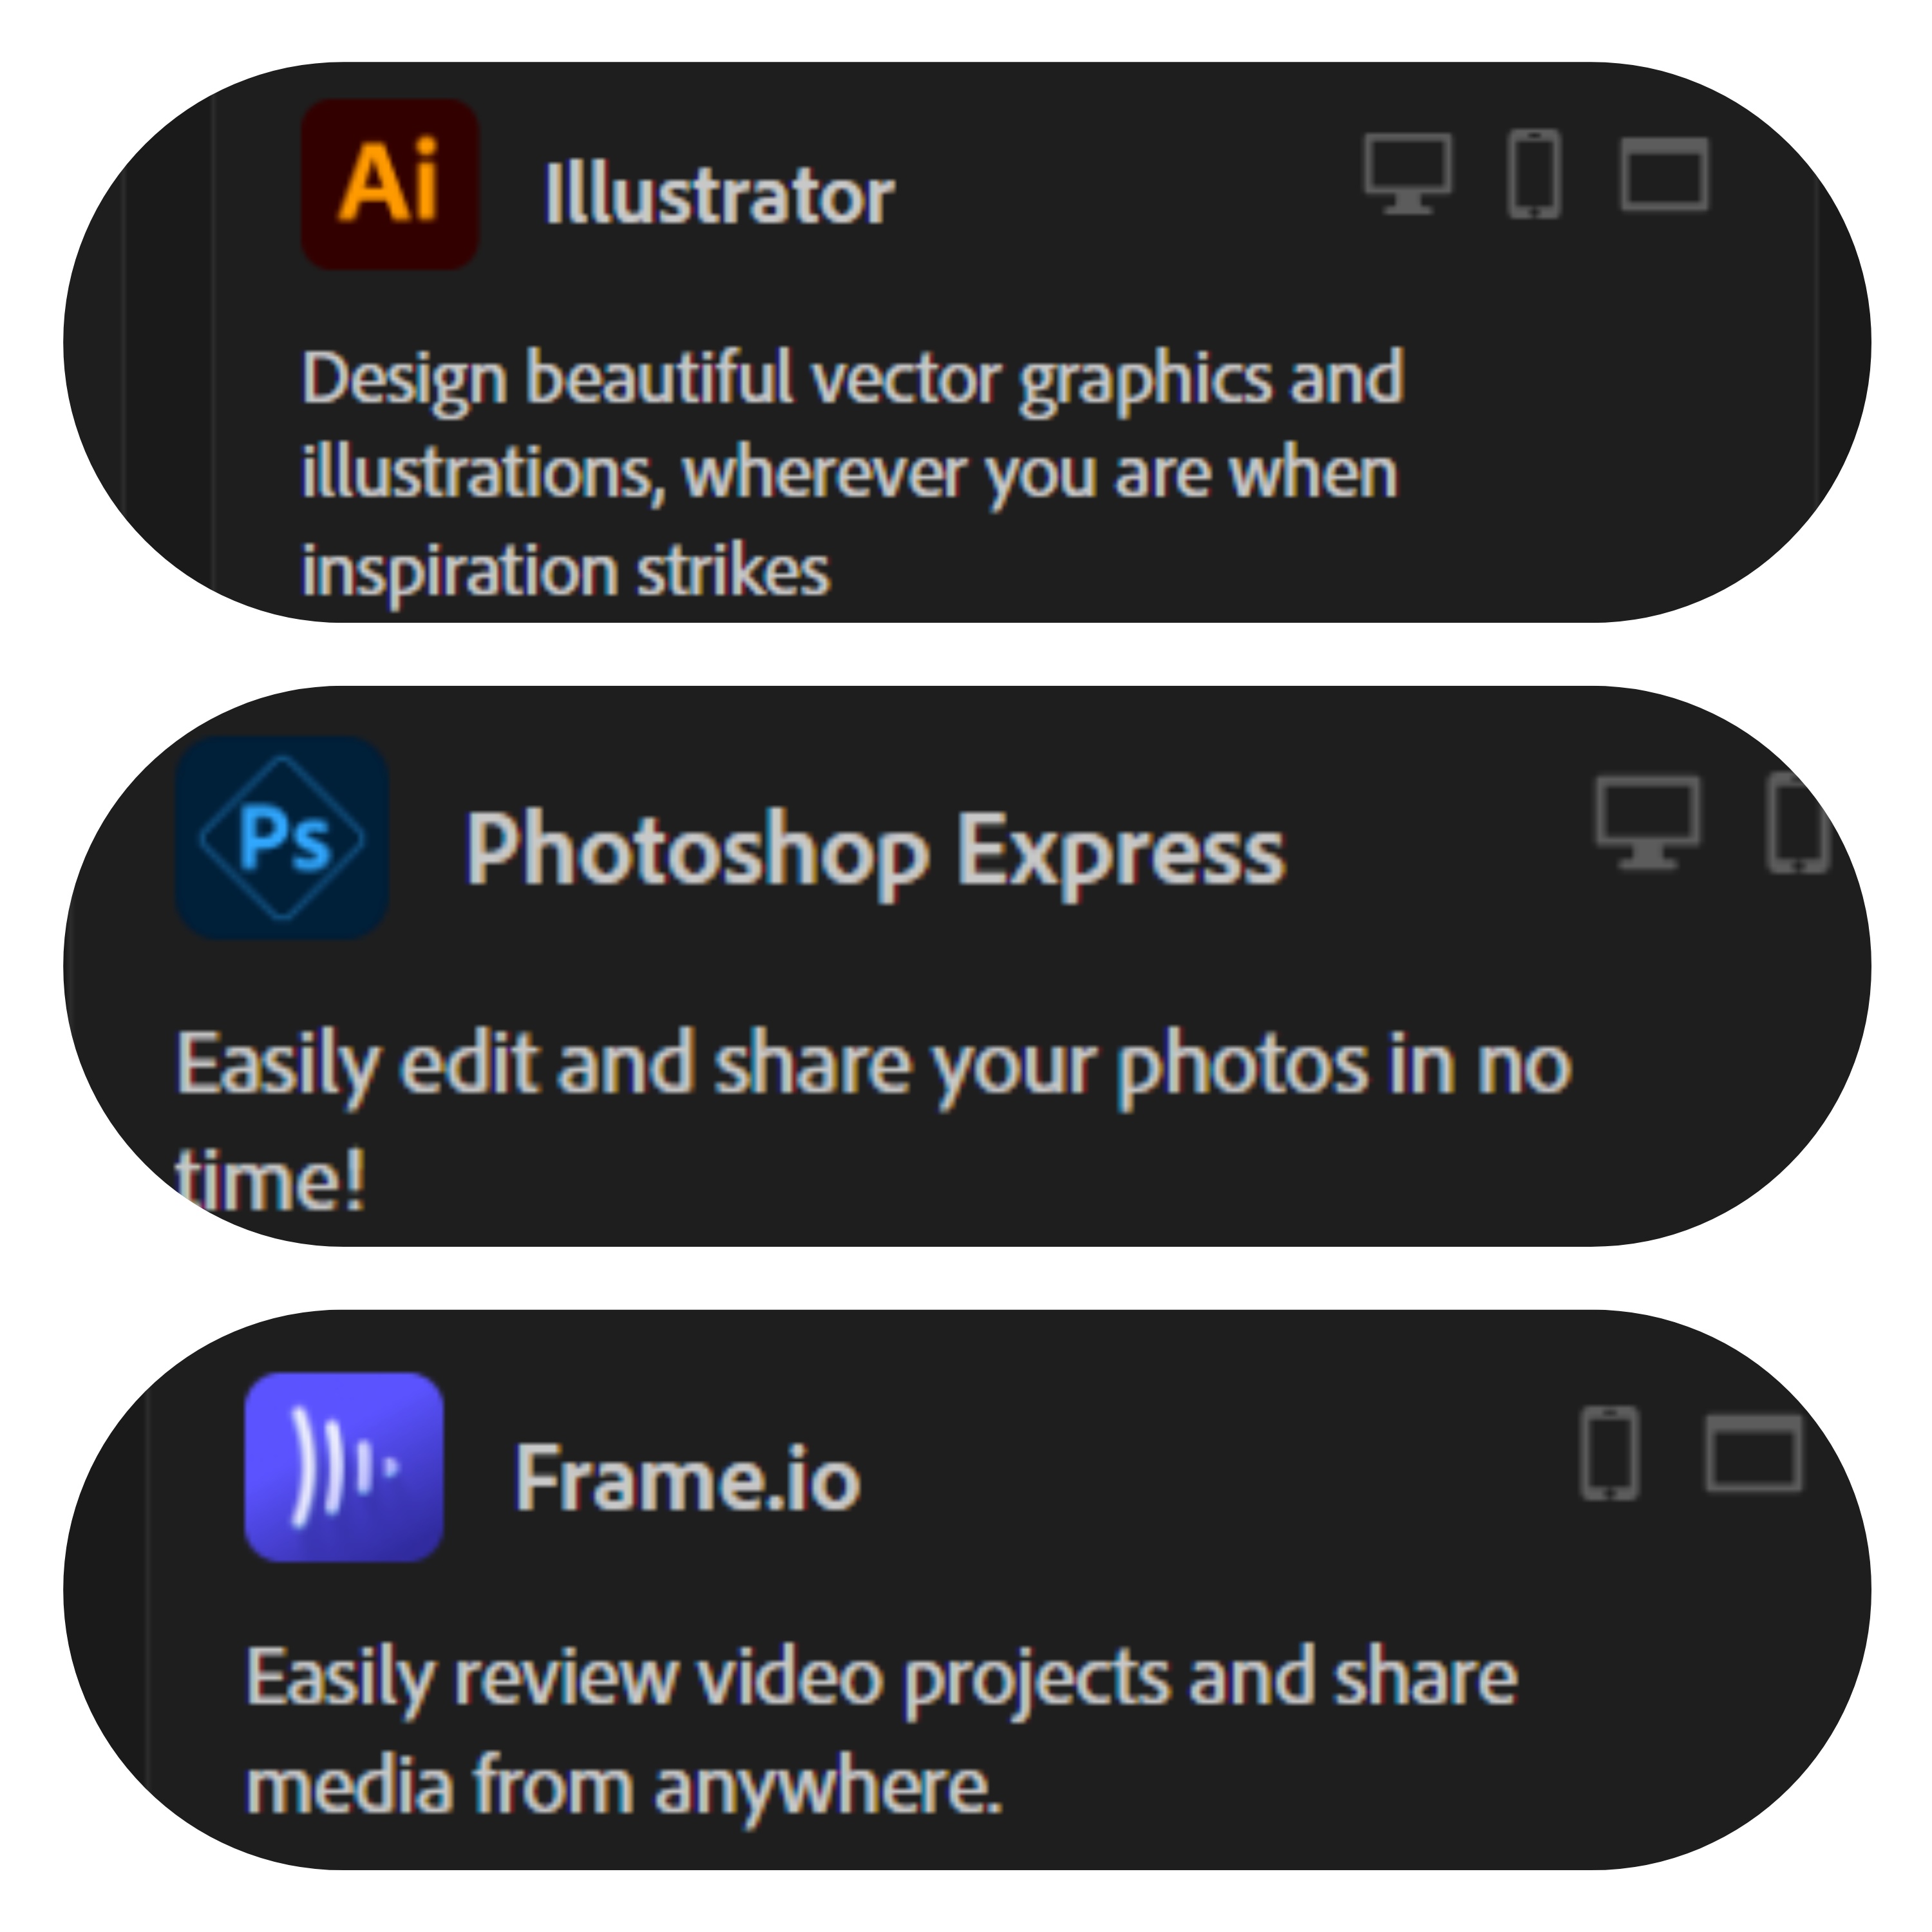 Ai Illustrator
Design beautiful vector graphics and
illustrations, wherever you are when
inspiration strikes
Ps Photoshop Express
Easily edit and share your photos in no
time!
Frame.io
Easily review video projects and share
media from anywhere.